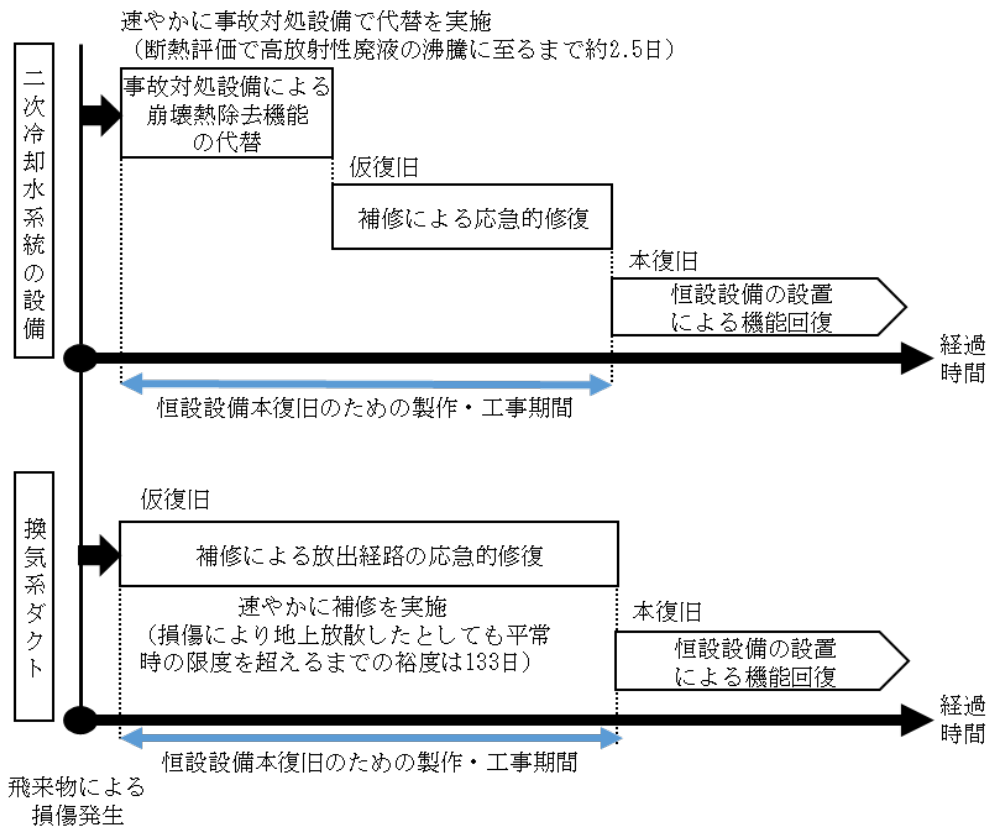 速やかに事故対処設備で代替を実施
（断熱評価で高放射性廃液の沸騰に至るまで約2.5日）
二次冷却水系統の設備
事故対処設備による
崩壊熱除去機能
の代替
仮復旧
補修による応急的修復
本復旧
恒設設備の設置
による機能回復
経過
時間
恒設設備本復旧のための製作・工事期間
換気系ダクト
仮復旧
補修による放出経路の応急的修復
速やかに補修を実施
（損傷により地上放散したとしても平常
時の限度を超えるまでの裕度は133日）
本復旧
恒設設備の設置
による機能回復
経過
時間
恒設設備本復旧のための製作・工事期間
飛来物による
損傷発生